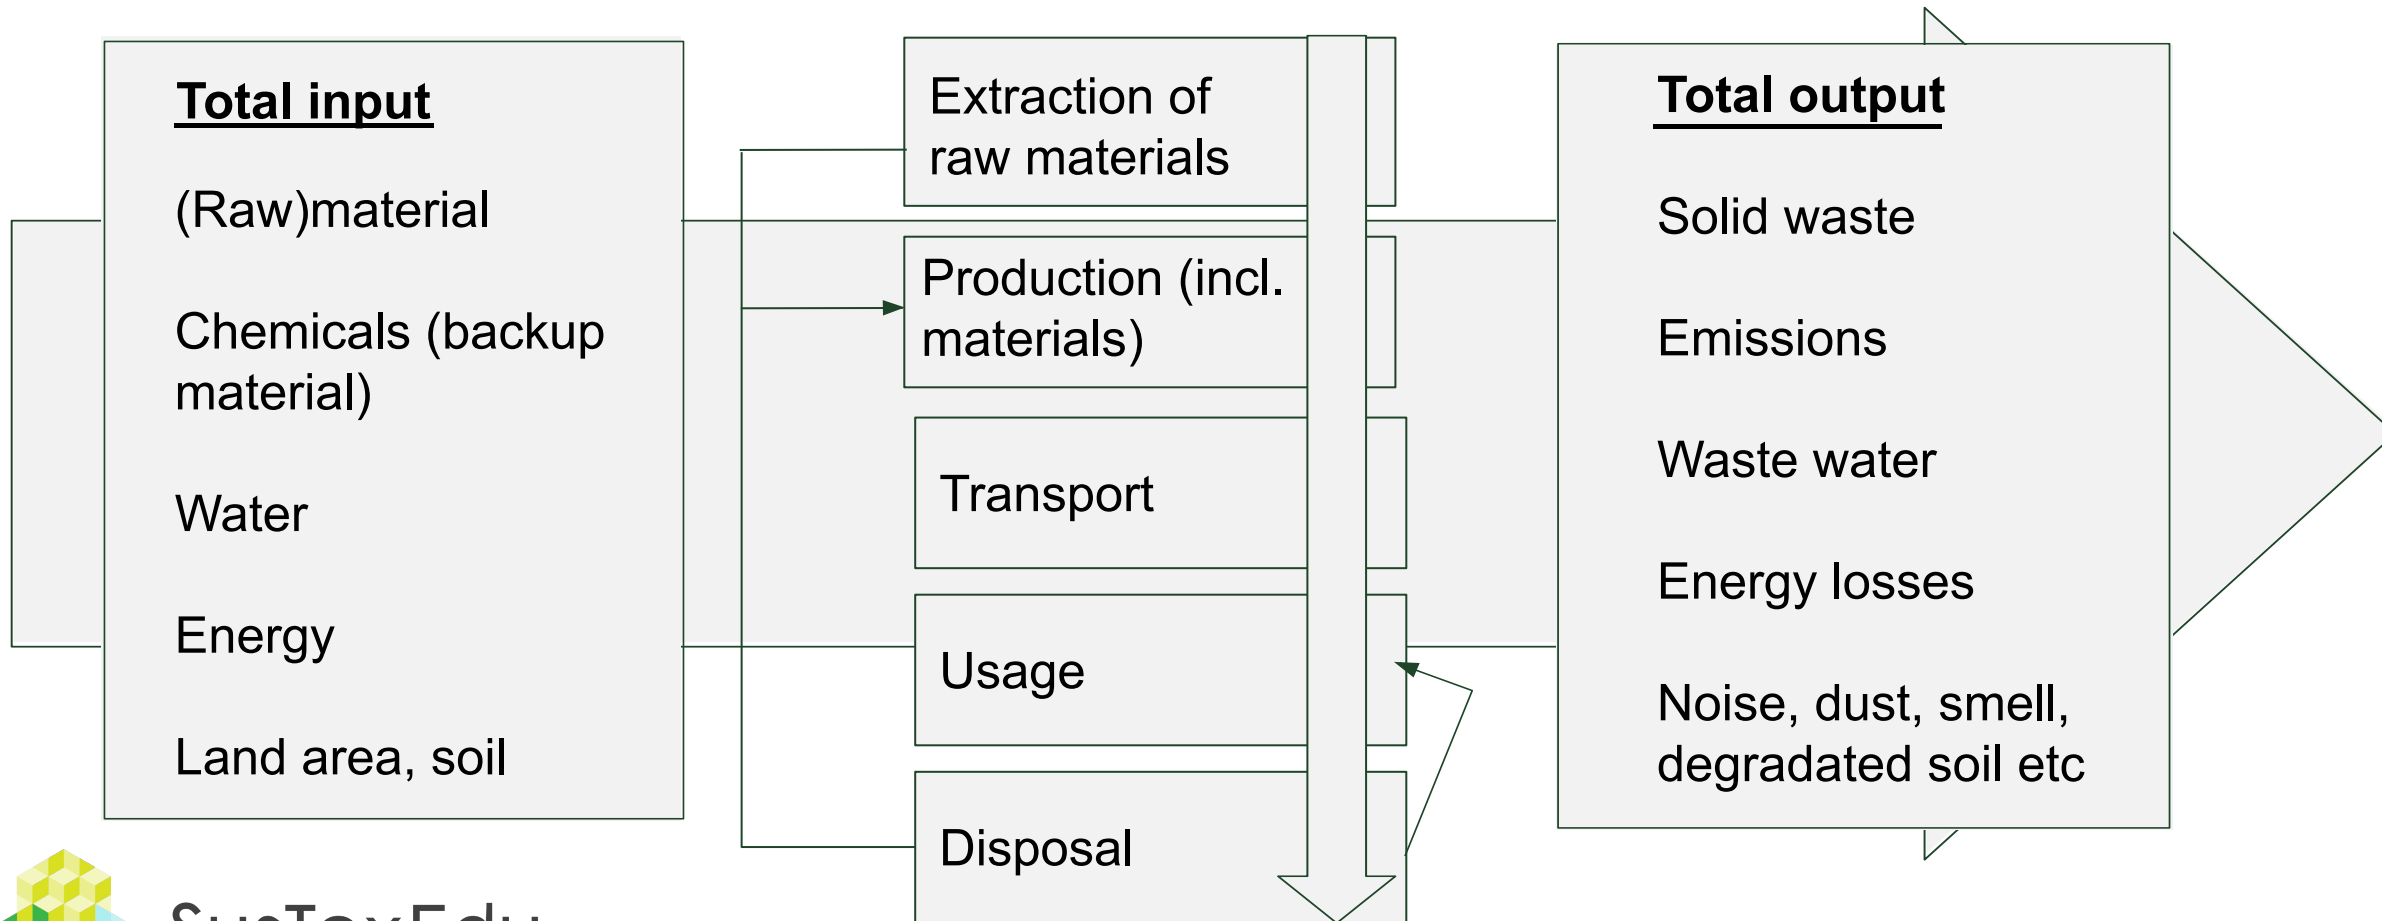 Total input
(Raw)material
Chemicals (backup
material)
Water
Energy
Land area, soil
Extraction of
raw materials
Production (incl.
materials)
Transport
Usage
Disposal
Total output
Solid waste
Emissions
Waste water
Energy losses
Noise, dust, smell,
degradated soil etc